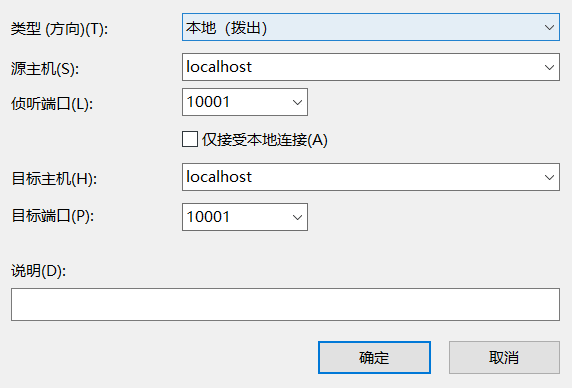 类型 (方向)(T): 本地（拨出）
源主机(S): localhost
侦听端口(L): 10001
仅接受本地连接(A)
目标主机(H): localhost
目标端口(P): 10001
说明(D):
确定 取消